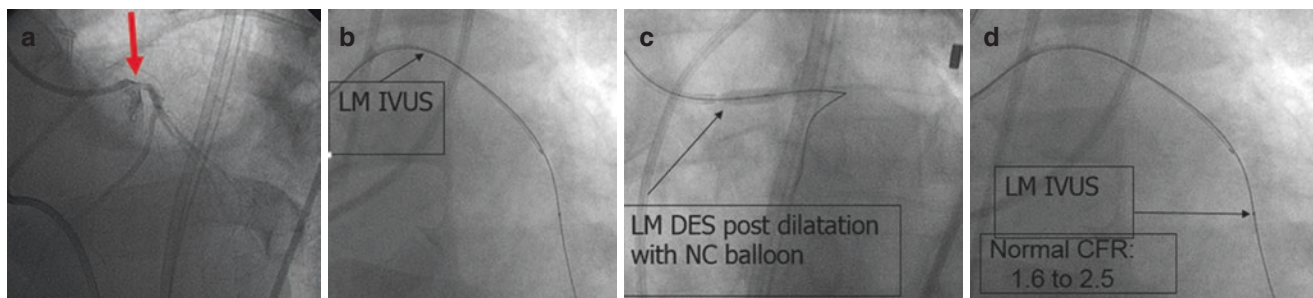 a
b
LM IVUS
c
LM DES post dilatation
with NC balloon
d
LM IVUS
Normal CFR:
1.6 to 2.5